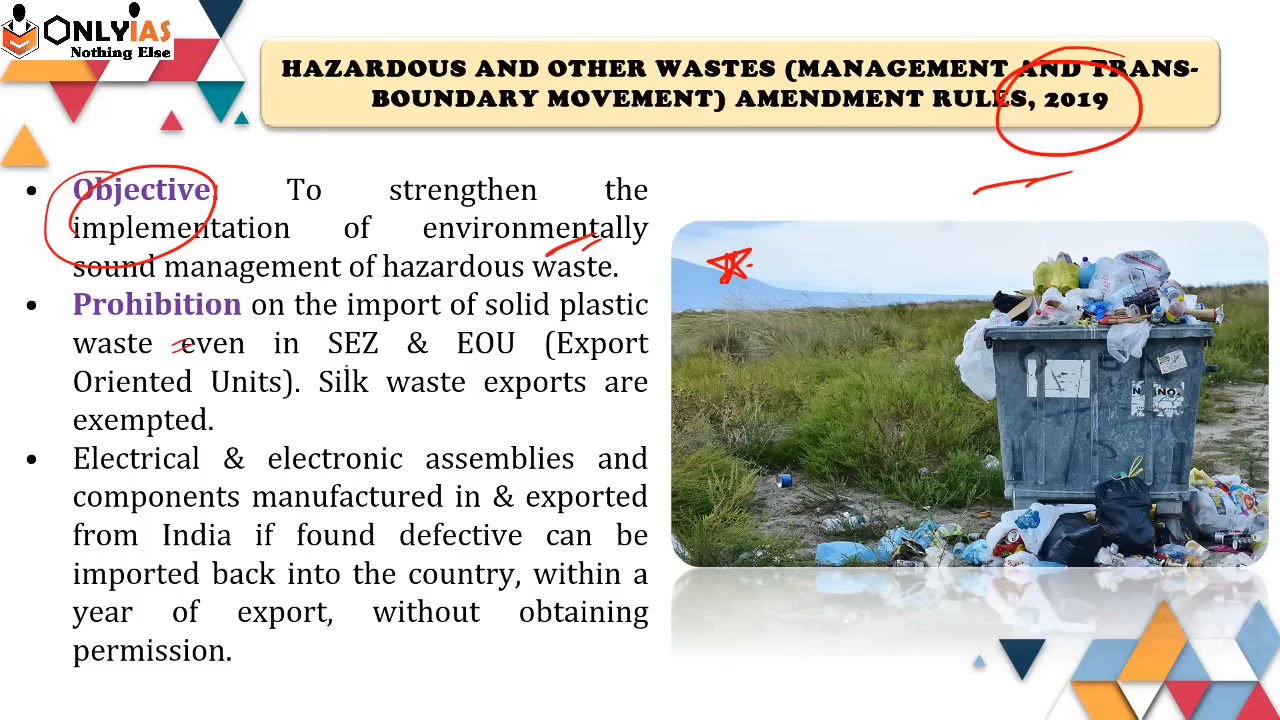 ONLYIAS
Nothing Else
HAZARDOUS AND OTHER WASTES (MANAGEMENT AND TRANS-
BOUNDARY MOVEMENT) AMENDMENT RULES, 2019
• Objective: To strengthen the
implementation of environmentally
sound management of hazardous waste.
• Prohibition on the import of solid plastic
waste even in SEZ & EOU (Export
Oriented Units). Silk waste exports are
exempted.
• Electrical & electronic assemblies and
components manufactured in & exported
from India if found defective can be
imported back into the country, within a
year of export, without obtaining
permission.